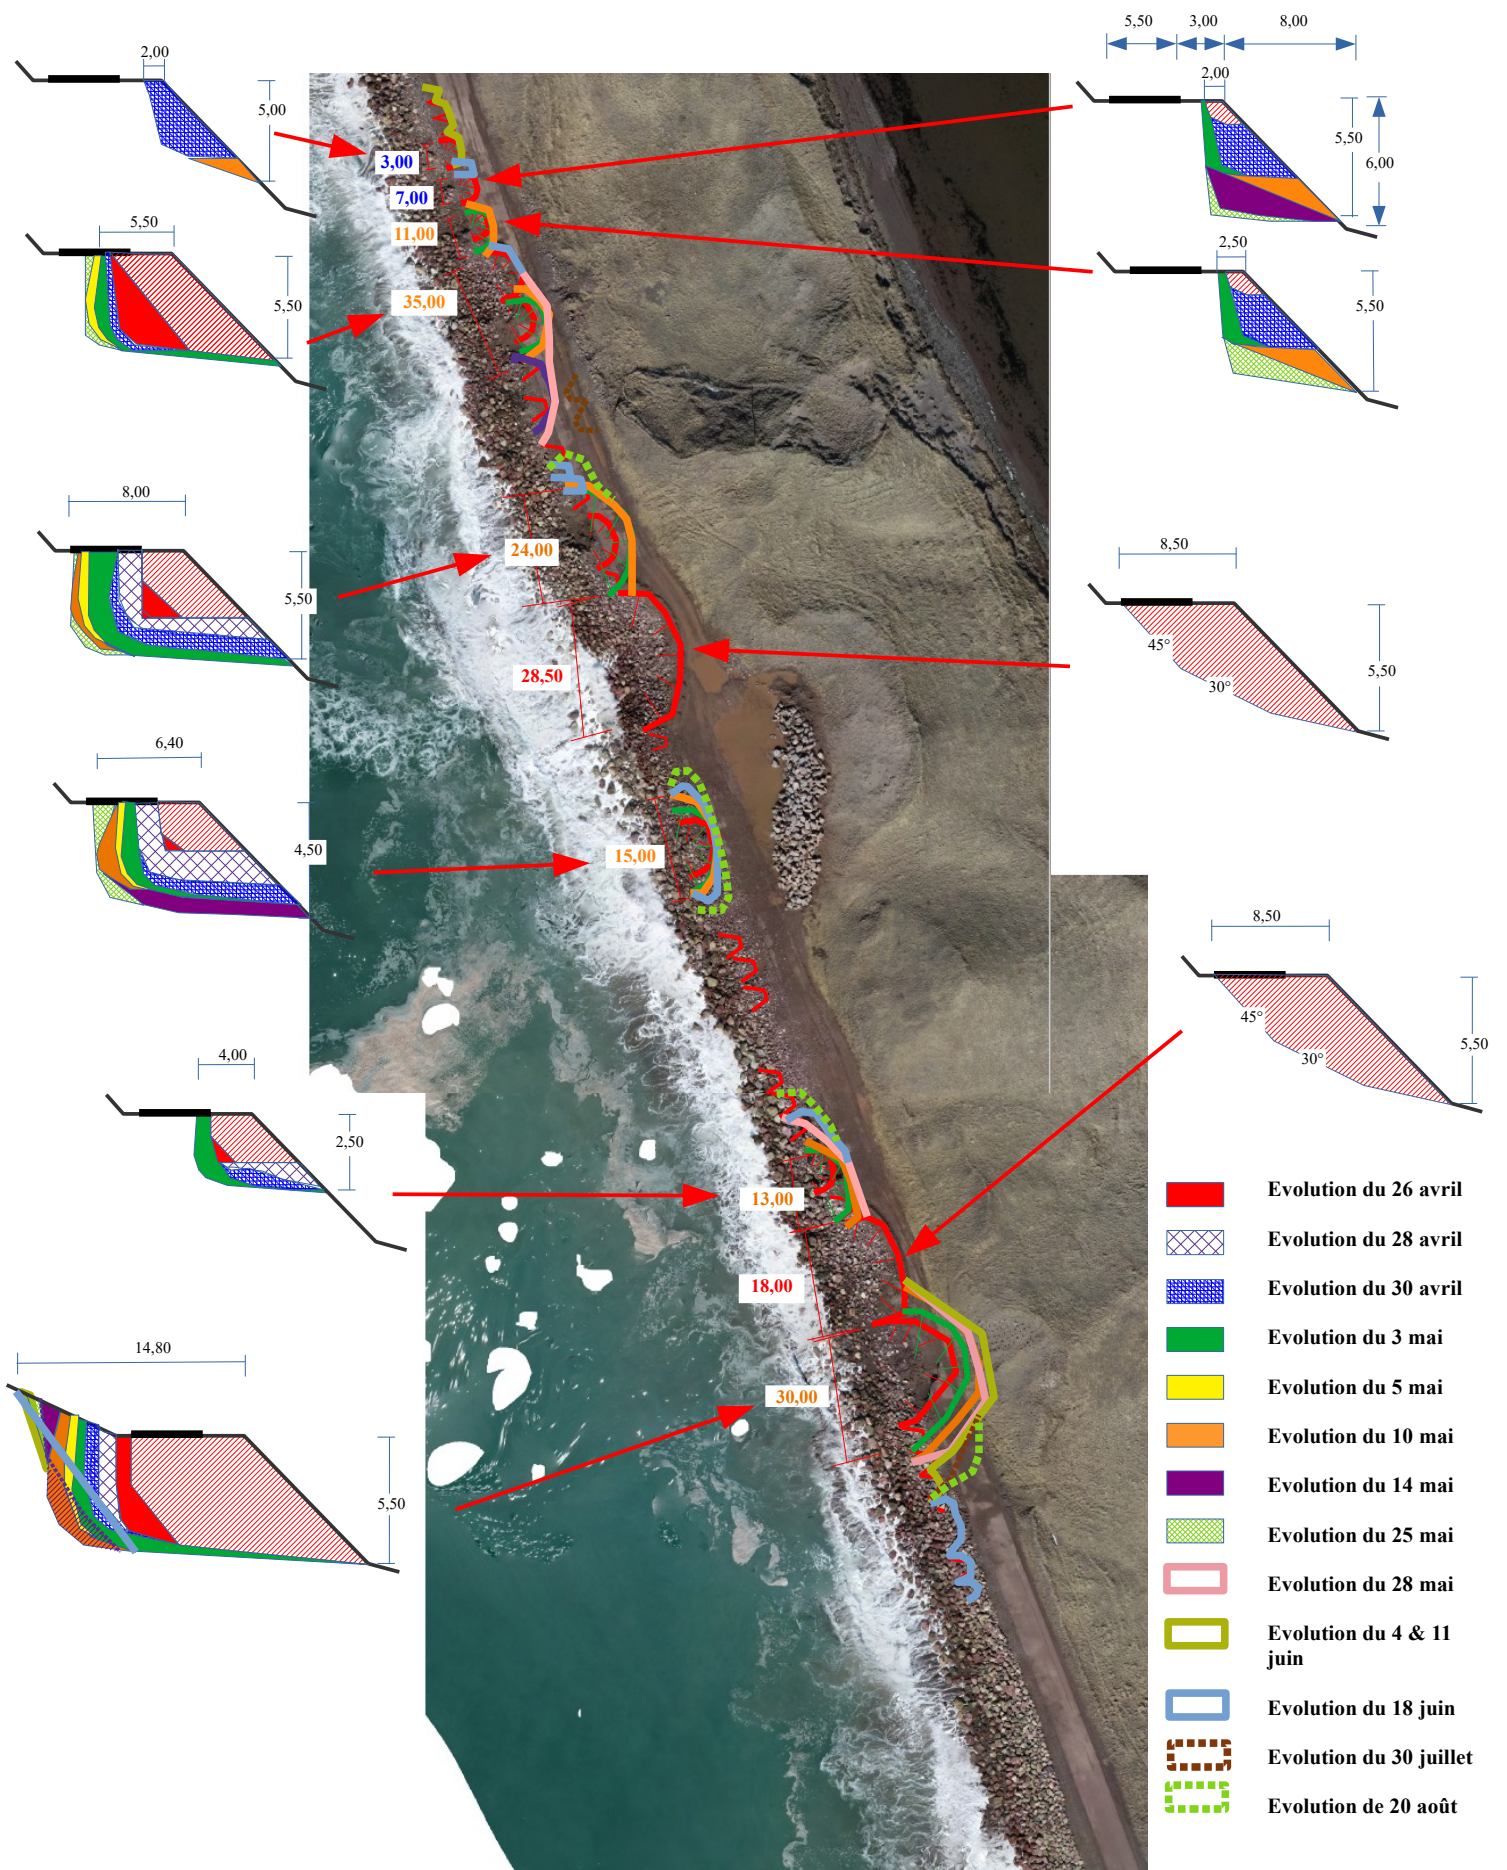 5,50
3,00
8,00
2,00
2,00
5,00
5,50
6,00
3,00
7,00
11,00
5,50
2,50
35,00
5,50
5,50
8,00
24,00
8,50
5,50
45°
5,50
28,50
30°
6,40
4,50
15,00
8,50
45°
5,50
30°
4,00
2,50
13,00
18,00
14,80
30,00
5,50
Evolution du 26 avril
Evolution du 28 avril
Evolution du 30 avril
Evolution du 3 mai
Evolution du 5 mai
Evolution du 10 mai
Evolution du 14 mai
Evolution du 25 mai
Evolution du 28 mai
Evolution du 4 & 11
juin
Evolution du 18 juin
Evolution du 30 juillet
Evolution de 20 août